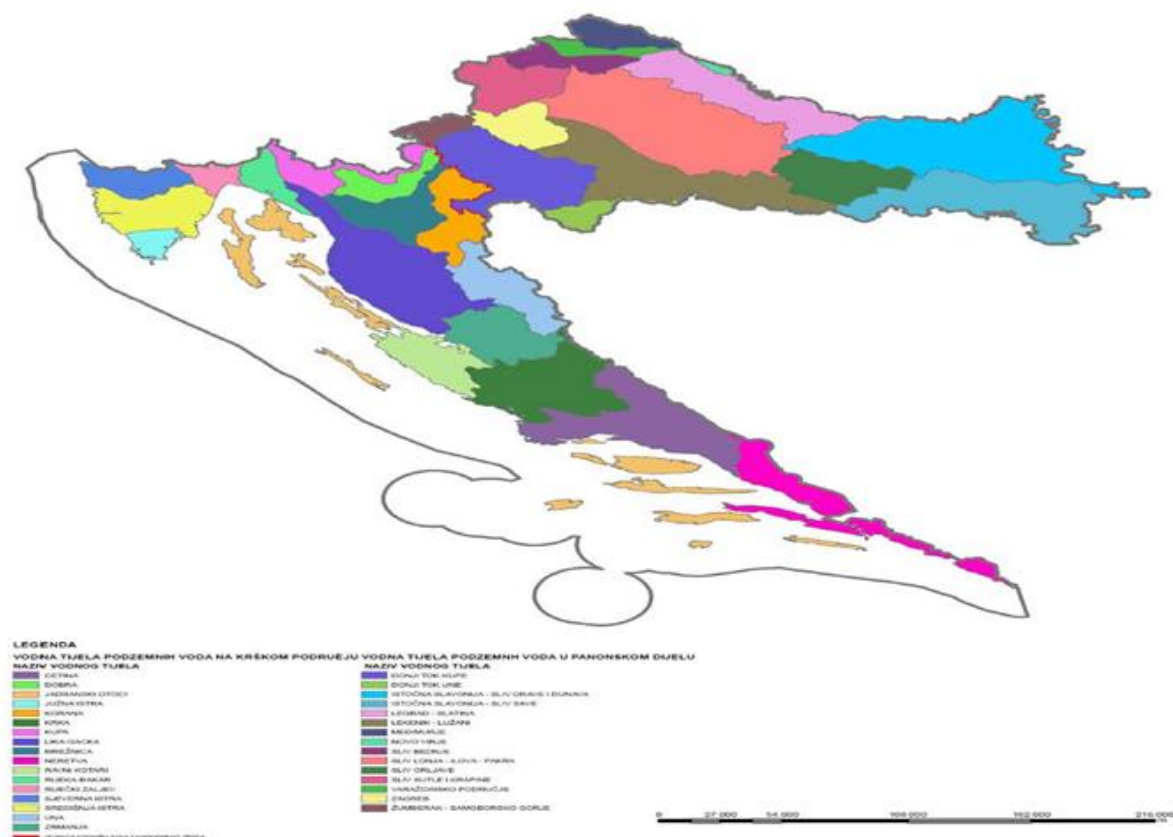 LEGENDA
VODNA TIJELA PODZEMNIH VODA NA KRŠKOM PODRUČJU VODNA TIJELA PODZEMNIH VODA U PANONSKOM DIJELU
NAZIV VODNOG TIJELA
CETINA
DOBRA
JADRANSKI OTOCI
JUŽNA ISTRA
KORANA
KRKA
KUPA
LIKA-GACKA
MREŽNICA
NERETVA
RAVNI KOTARI
RIJEKA-BAKAR
RIJEČKI ZALJEV
SJEVERNA ISTRA
SREDIŠNJA ISTRA
UNA
ZRMANJA
NAZIV VODNOG TIJELA
DONJI TOK KUPE
DONJI TOK UNE
ISTOČNA SLAVONIJA - SLIV DRAVE I DUNAVA
ISTOČNA SLAVONIJA - SLIV SAVE
LEGRAD - SLATINA
LEKENIK - LUŽANI
MEĐIMURJE
NOVO VIRJE
SLIV BEDNJE
SLIV LONJA - ILOVA - PAKRA
SLIV ORLJAVE
SLIV SUTLE I KRAPINE
VARAŽDINSKO PODRUČJE
ZAGREB
ŽUMBERAK - SAMOBORSKO GORJE
0 27.000 54.000 108.000 162.000 216.000